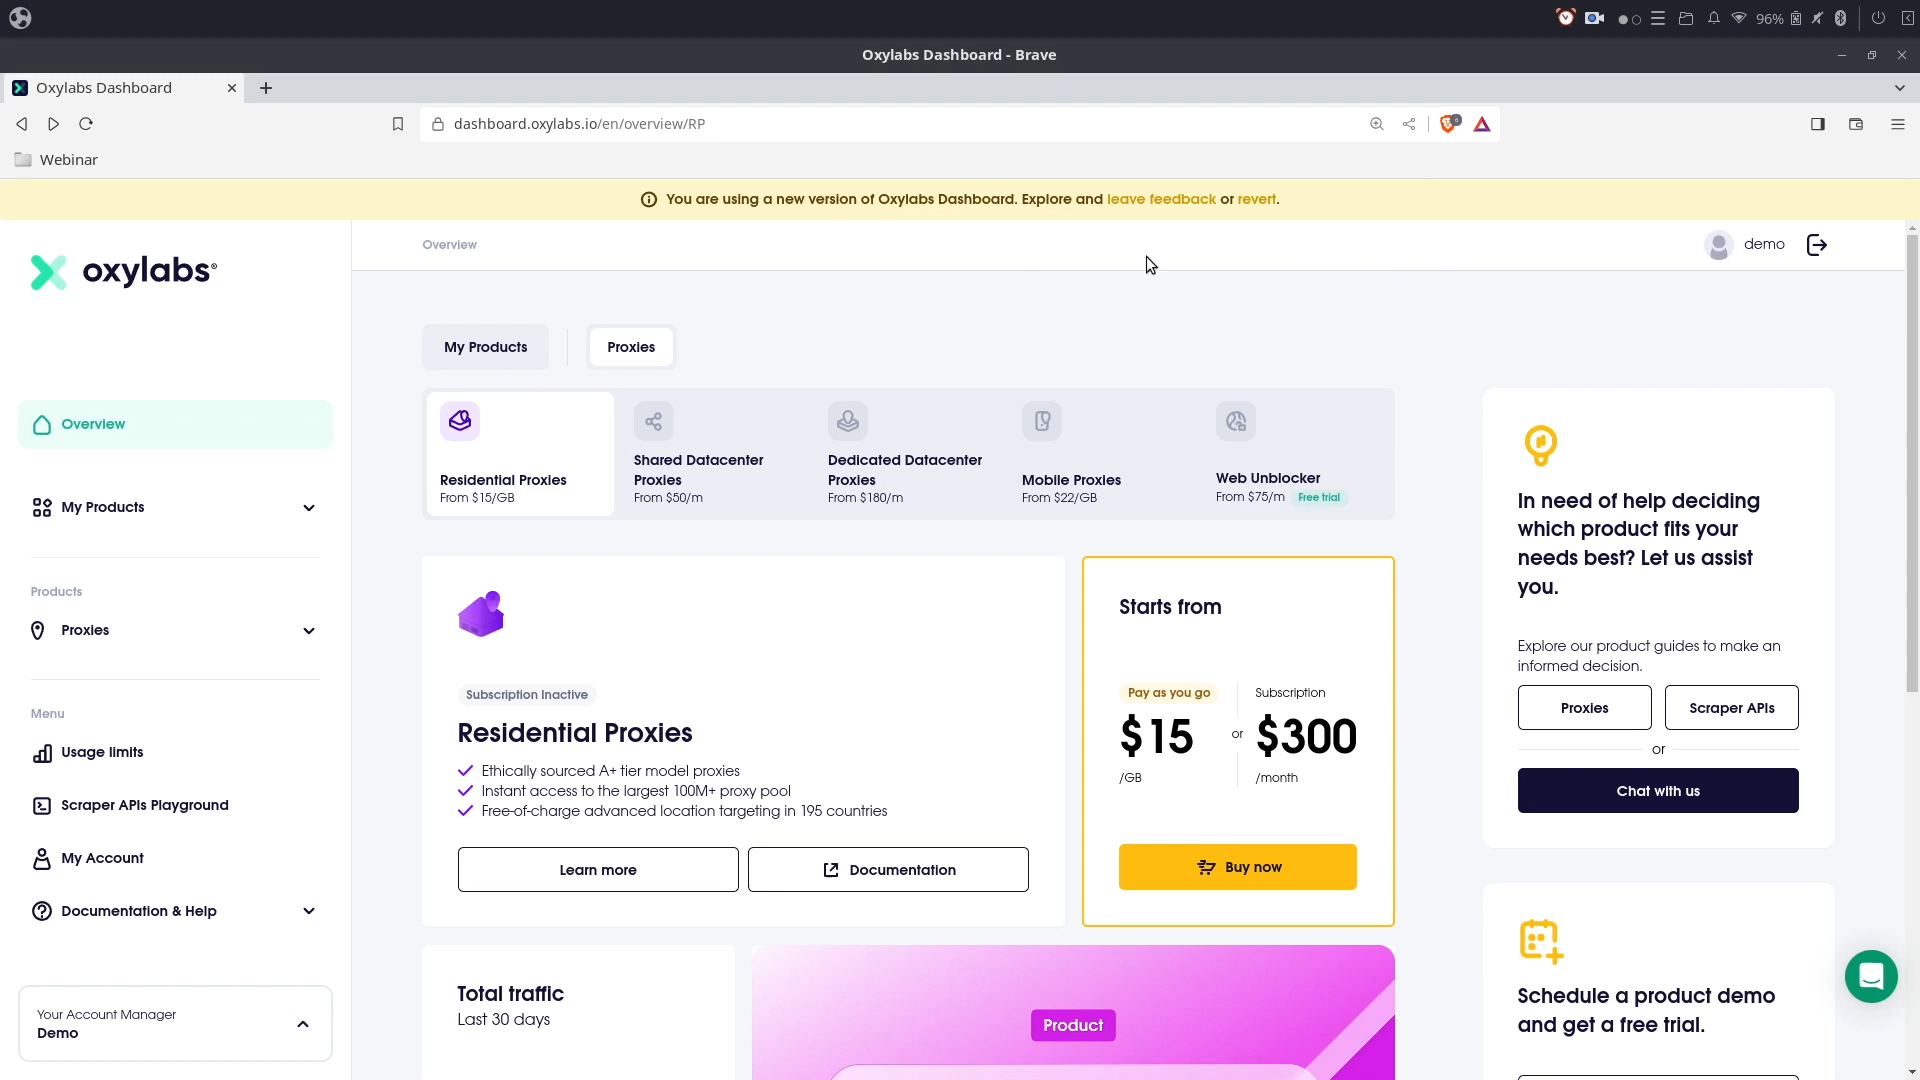 96%
Oxylabs Dashboard - Brave
Oxylabs Dashboard
dashboard.oxylabs.io/en/overview/RP
6
Webinar
You are using a new version of Oxylabs Dashboard. Explore and leave feedback or revert.
oxylabs®
Overview
demo
My Products
Proxies
Overview
My Products
Products
Proxies
Menu
Usage limits
Scraper APIs Playground
My Account
Documentation & Help
Your Account Manager
Demo
Residential Proxies
From $15/GB
Shared Datacenter
Proxies
From $50/m
Dedicated Datacenter
Proxies
From $180/m
Mobile Proxies
From $22/GB
Web Unblocker
From $75/m Free trial
Subscription Inactive
Residential Proxies
Ethically sourced A+ tier model proxies
Instant access to the largest 100M+ proxy pool
Free-of-charge advanced location targeting in 195 countries
Learn more
Documentation
Starts from
Pay as you go
$15
/GB
or
Subscription
$300
/month
Buy now
Total traffic
Last 30 days
Product
In need of help deciding
which product fits your
needs best? Let us assist
you.
Explore our product guides to make an
informed decision.
Proxies
Scraper APIs
or
Chat with us
Schedule a product demo
and get a free trial.